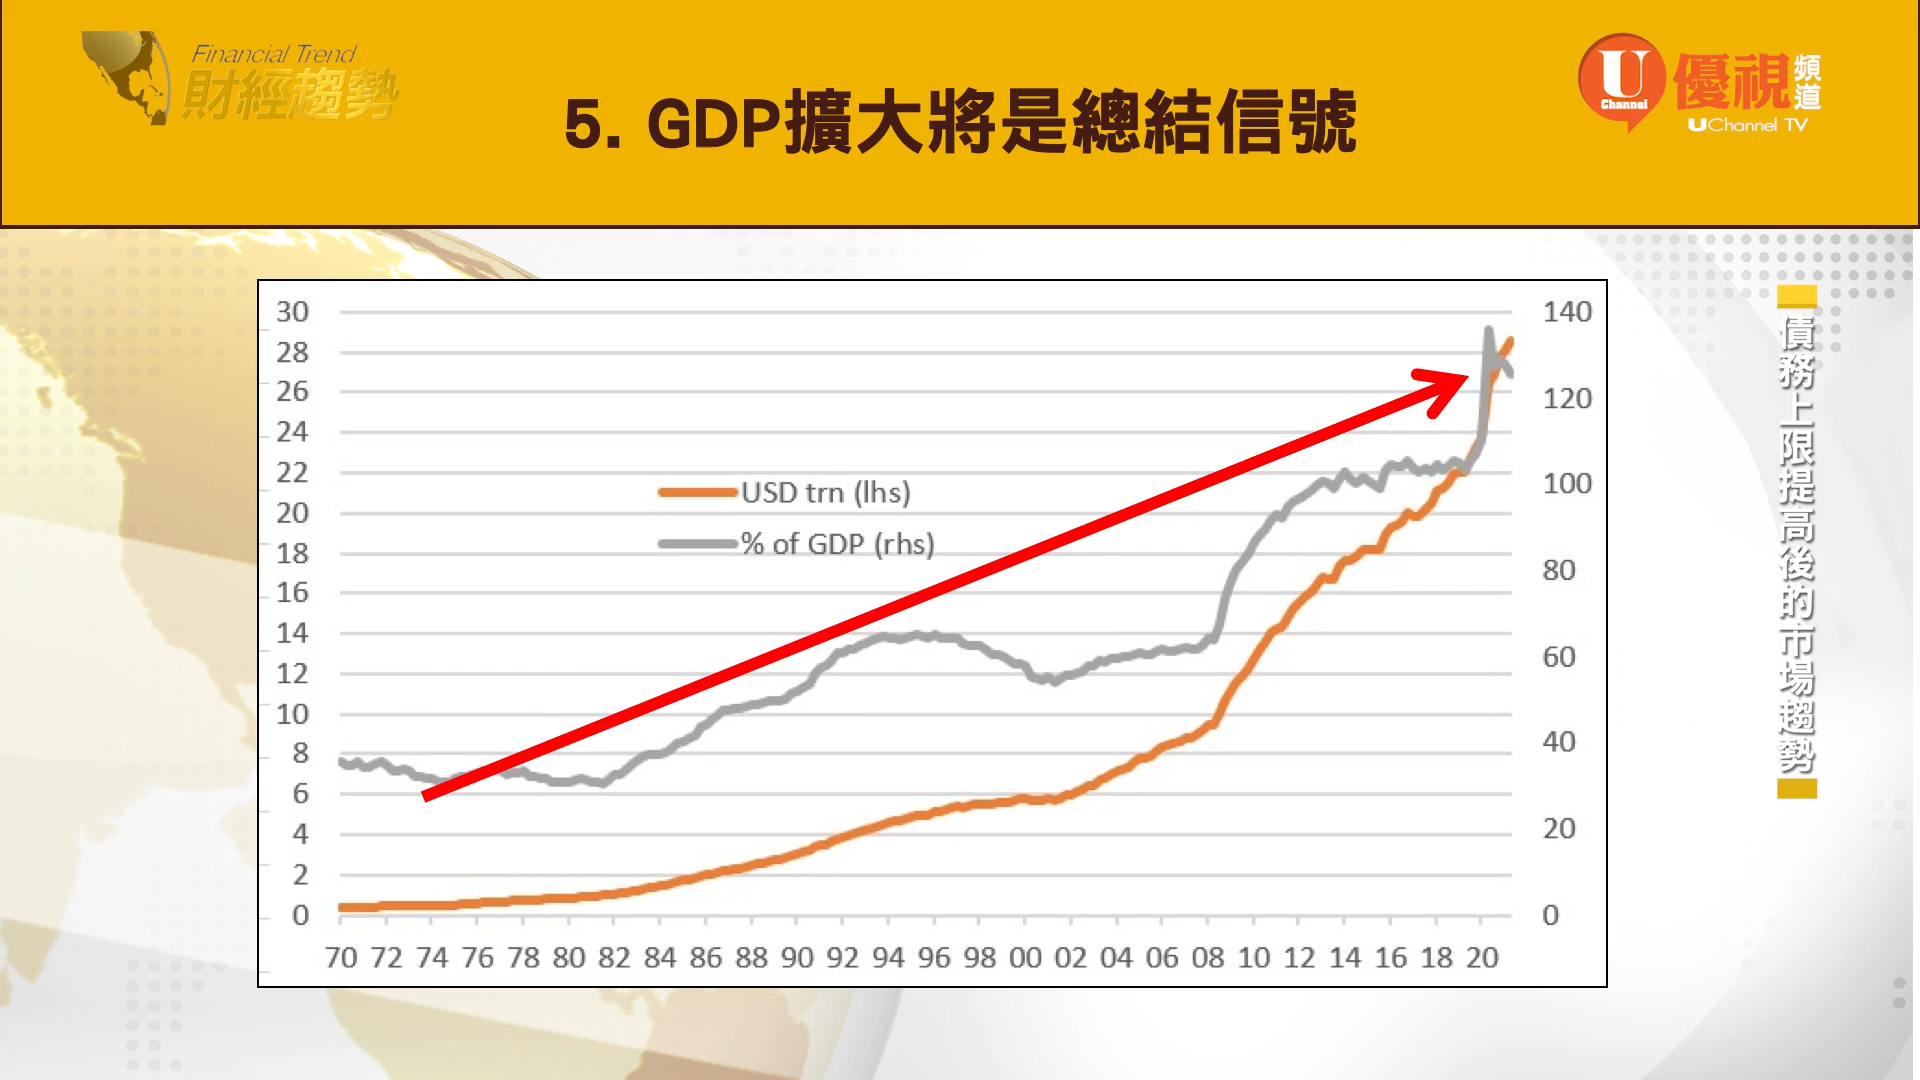 Financial Trend
財經趨勢
5. GDP擴大將是總結信號
U
Channel
優視
頻道
UChannel TV
30
28
26
24
22
20
18
16
14
12
10
8
6
4
2
0
USD trn (lhs)
% of GDP (rhs)
140
120
100
80
60
40
20
0
70 72 74 76 78 80 82 84 86 88 90 92 94 96 98 00 02 04 06 08 10 12 14 16 18 20
債務上限提高後的市場趨勢